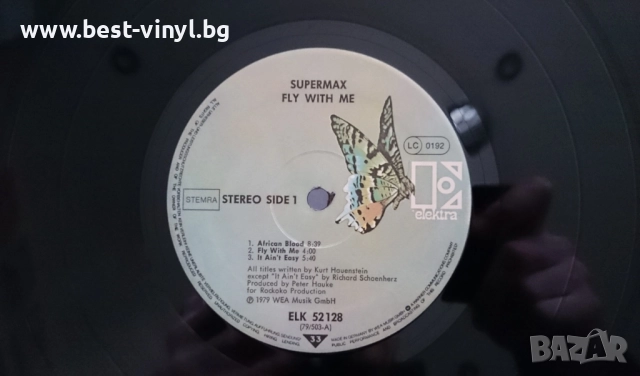 www.best-vinyl.bg
SUPERMAX
FLY WITH ME
LC 0192
elektra
STEMRA
STEREO SIDE 1
1. African Blood 8:39
2. Fly With Me 4:00
3. It Ain't Easy 5:40
All titles written by Kurt Hauenstein
except "It Ain't Easy" by Richard Schoenherz
Produced by Peter Hauke
for Rockoko Production
℗ 1979 WEA Musik GmbH
ELK 52128
(79/503-A)
33
BAZAR